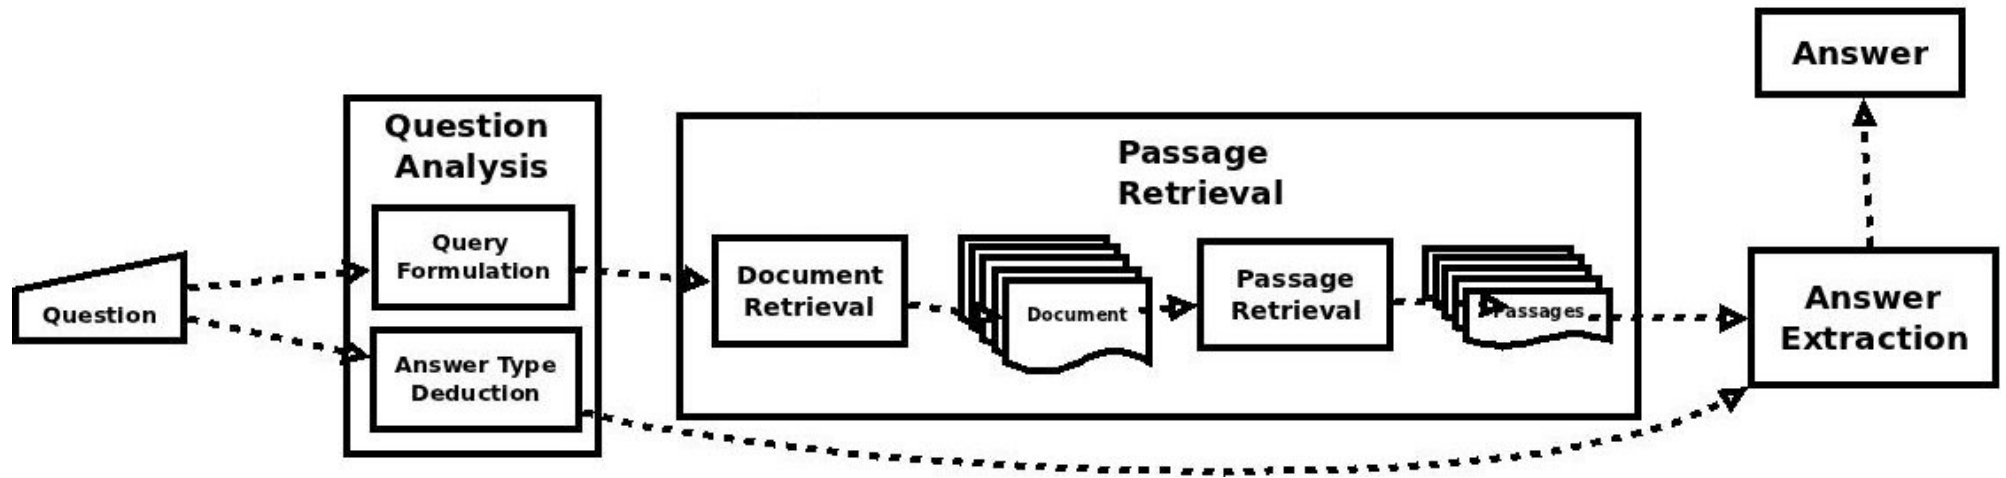 Question
Question
Analysis
Query
Formulation
Answer Type
Deduction
Passage
Retrieval
Document
Retrieval
Document
Passage
Retrieval
Passages
Answer
Extraction
Answer